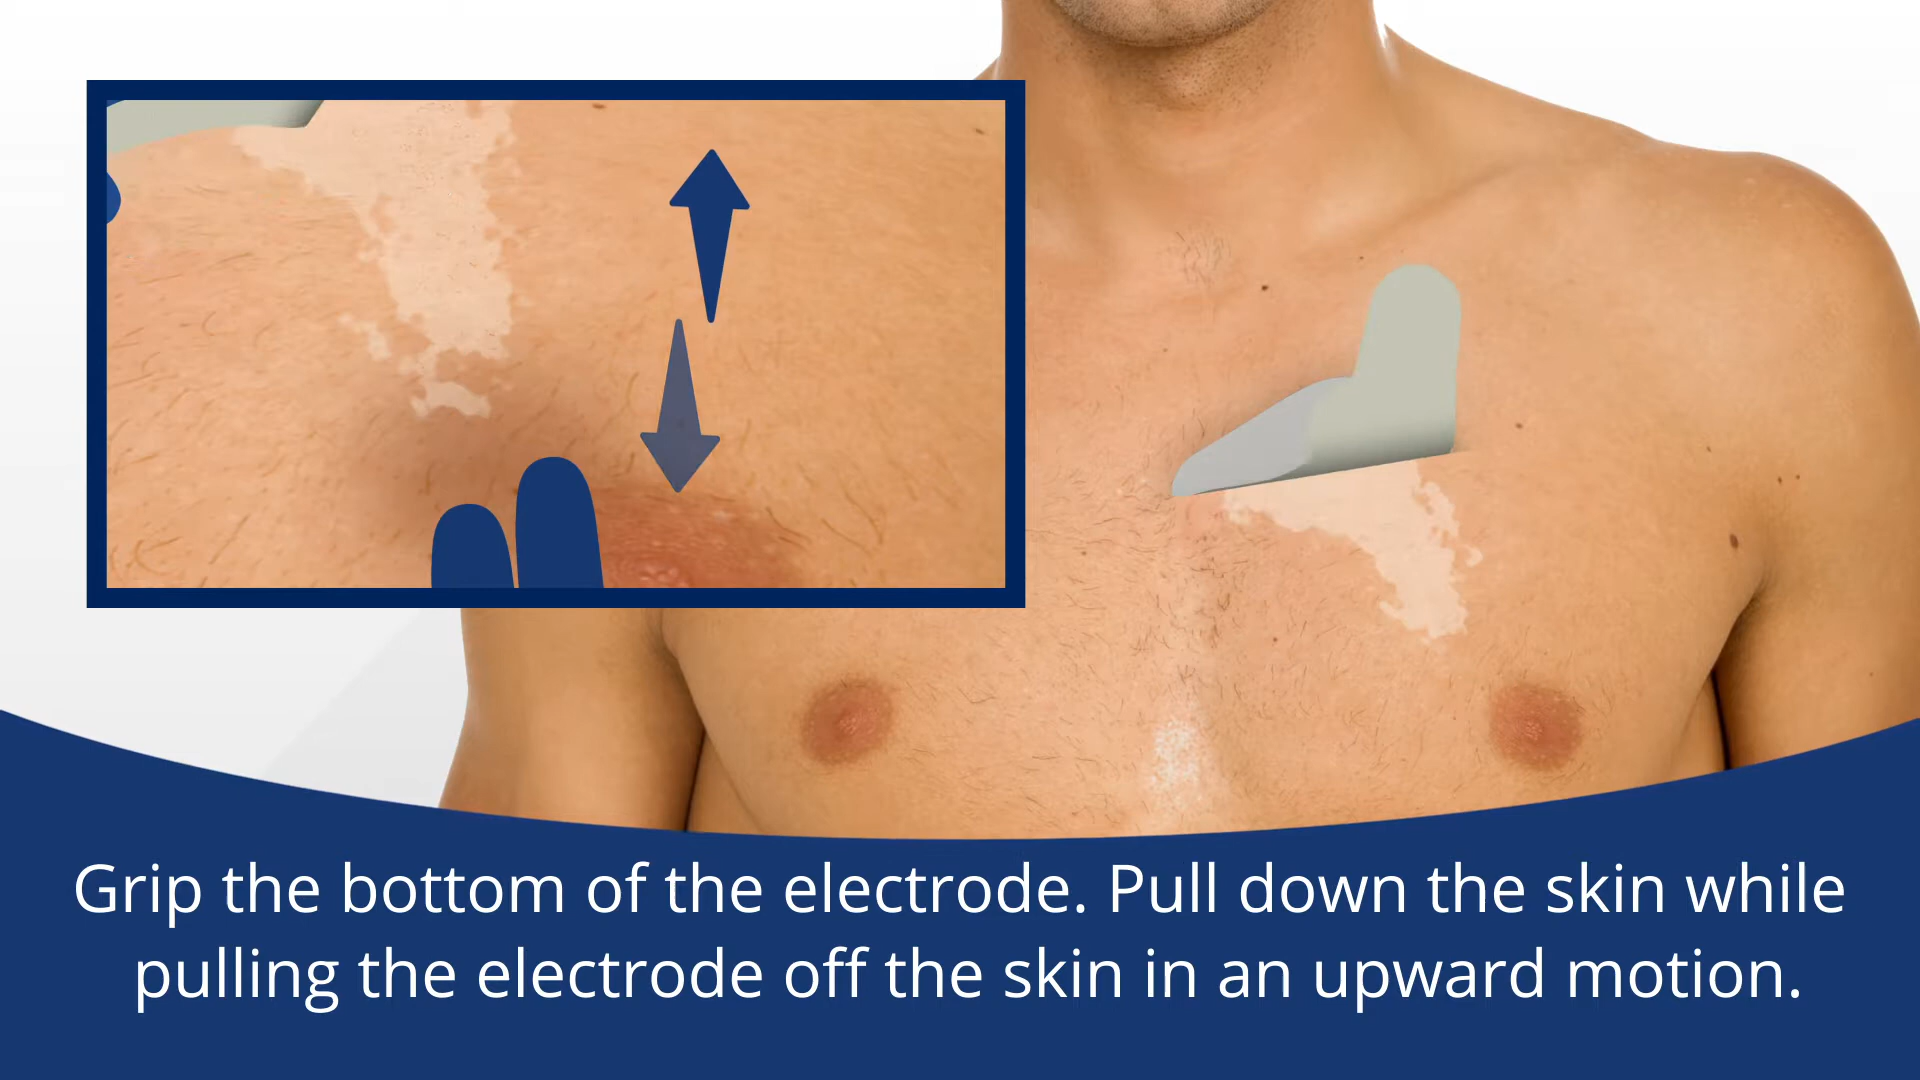 Grip the bottom of the electrode. Pull down the skin while
pulling the electrode off the skin in an upward motion.